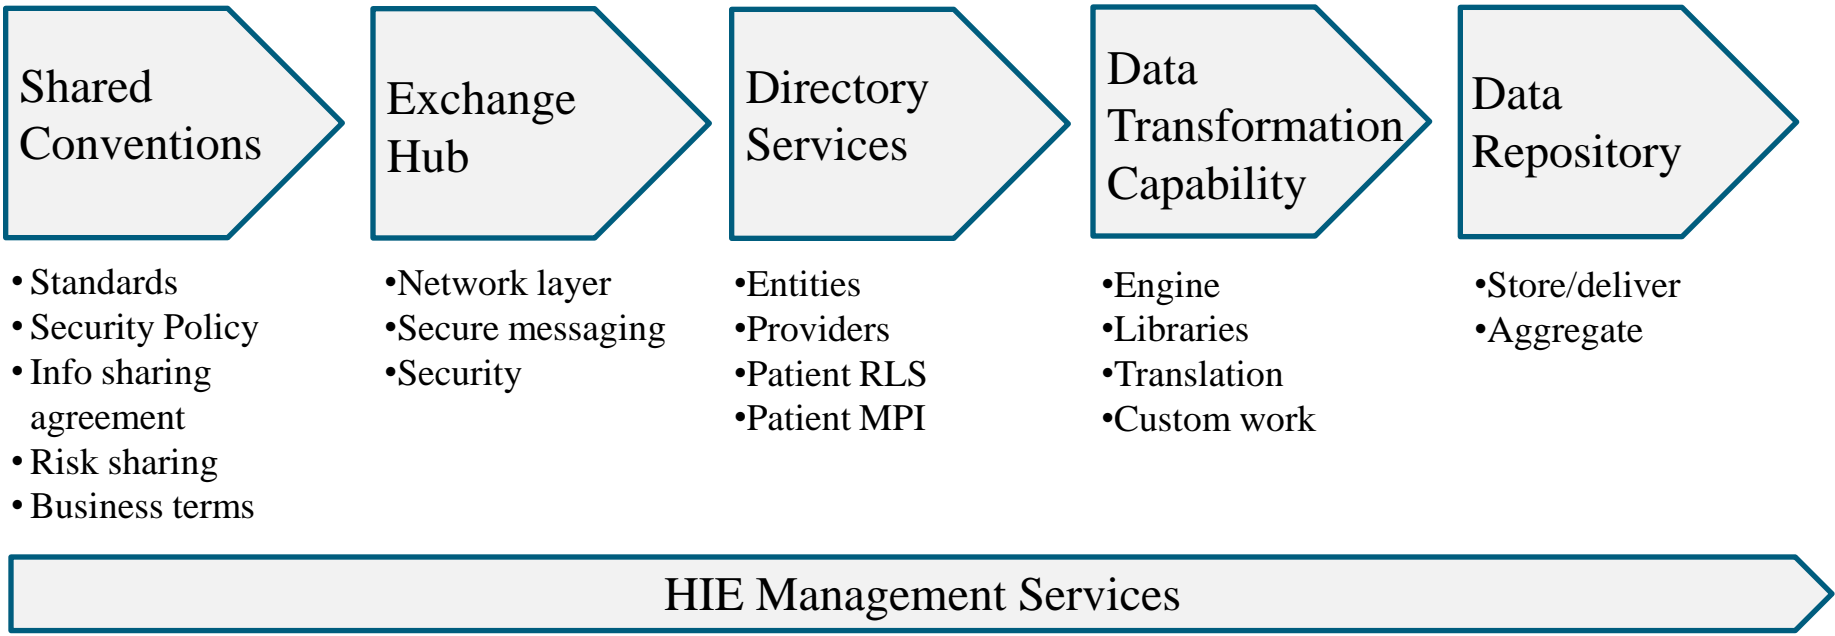 Shared
Conventions
Exchange
Hub
Directory
Services
Data
Transformation
Capability
Data
Repository
• Standards
• Security Policy
• Info sharing
agreement
• Risk sharing
• Business terms
•Network layer
•Secure messaging
•Security
•Entities
•Providers
•Patient RLS
•Patient MPI
•Engine
•Libraries
•Translation
•Custom work
•Store/deliver
•Aggregate
HIE Management Services